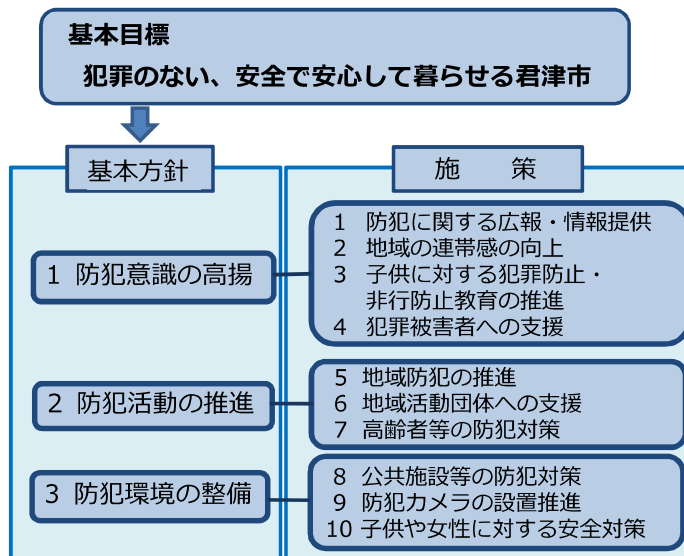 基本目標
犯罪のない、安全で安心して暮らせる君津市
基本方針
施 策
1 防犯意識の高揚
1 防犯に関する広報・情報提供
2 地域の連帯感の向上
3 子供に対する犯罪防止・
非行防止教育の推進
4 犯罪被害者への支援
2 防犯活動の推進
5 地域防犯の推進
6 地域活動団体への支援
7 高齢者等の防犯対策
3 防犯環境の整備
8 公共施設等の防犯対策
9 防犯カメラの設置推進
10 子供や女性に対する安全対策